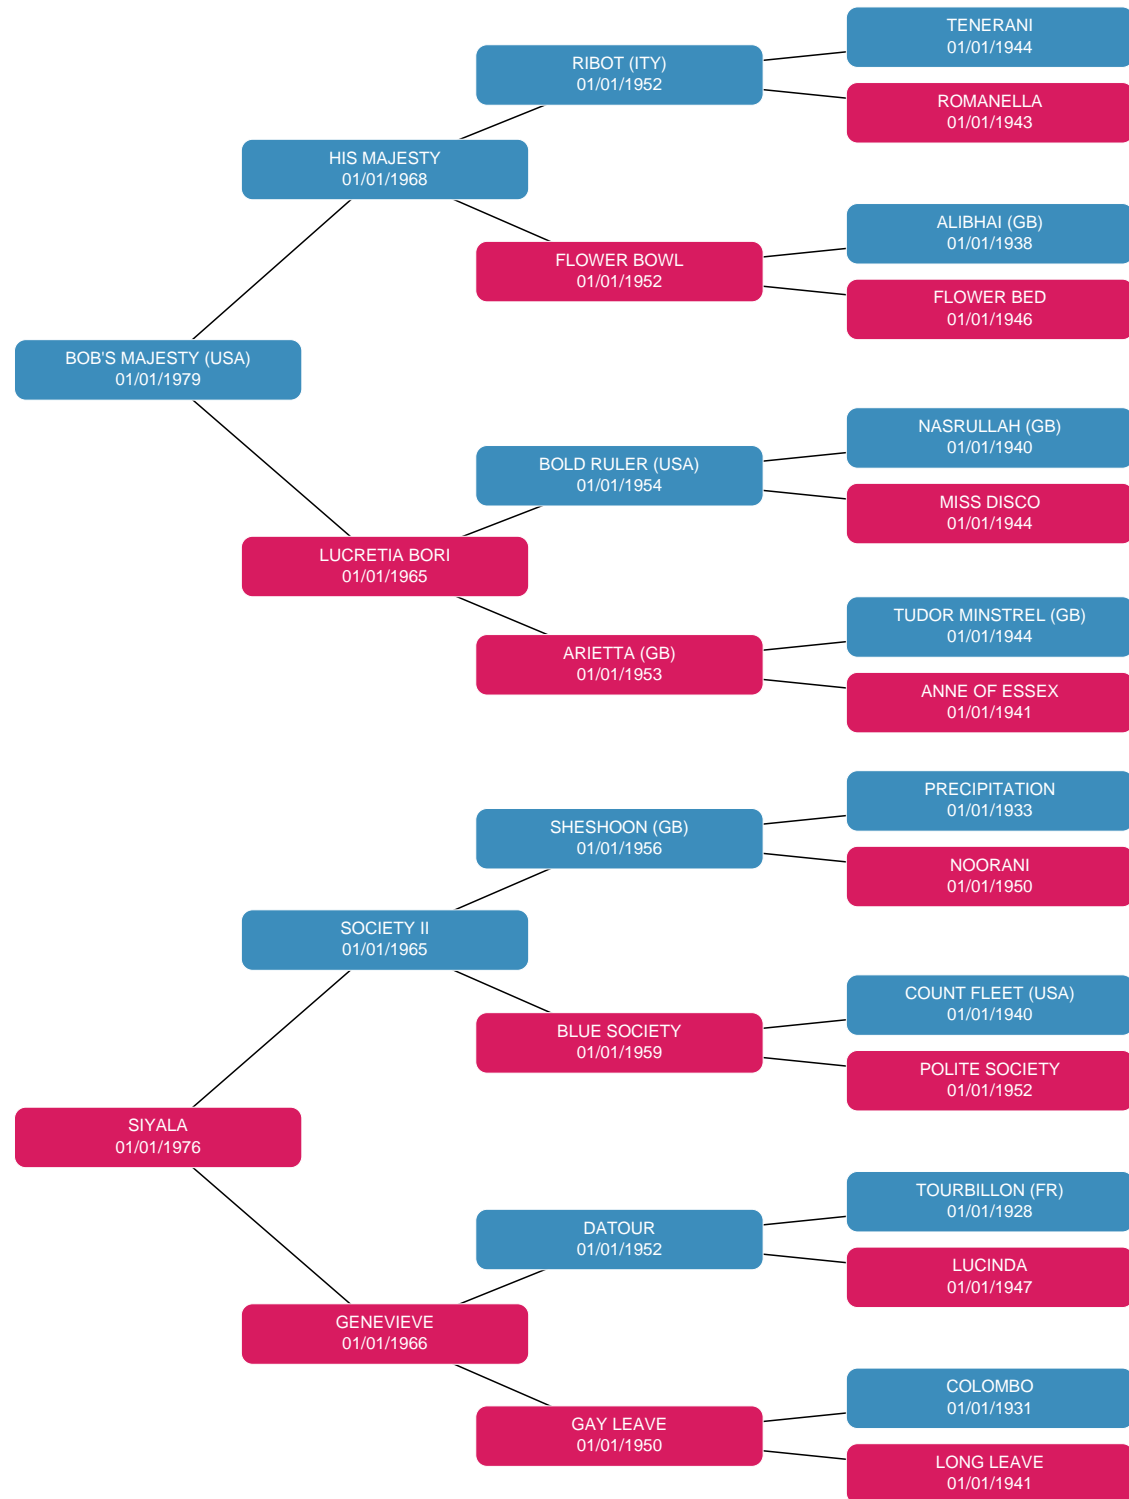 TENERANI
01/01/1944
RIBOT (ITY)
01/01/1952
ROMANELLA
01/01/1943
HIS MAJESTY
01/01/1968
ALIBHAI (GB)
01/01/1938
FLOWER BOWL
01/01/1952
FLOWER BED
01/01/1946
BOB'S MAJESTY (USA)
01/01/1979
NASRULLAH (GB)
01/01/1940
BOLD RULER (USA)
01/01/1954
MISS DISCO
01/01/1944
LUCRETIA BORI
01/01/1965
TUDOR MINSTREL (GB)
01/01/1944
ARIETTA (GB)
01/01/1953
ANNE OF ESSEX
01/01/1941
PRECIPITATION
01/01/1933
SHESHOON (GB)
01/01/1956
NOORANI
01/01/1950
SOCIETY II
01/01/1965
COUNT FLEET (USA)
01/01/1940
BLUE SOCIETY
01/01/1959
POLITE SOCIETY
01/01/1952
SIYALA
01/01/1976
TOURBILLON (FR)
01/01/1928
DATOUR
01/01/1952
LUCINDA
01/01/1947
GENEVIEVE
01/01/1966
COLOMBO
01/01/1931
GAY LEAVE
01/01/1950
LONG LEAVE
01/01/1941